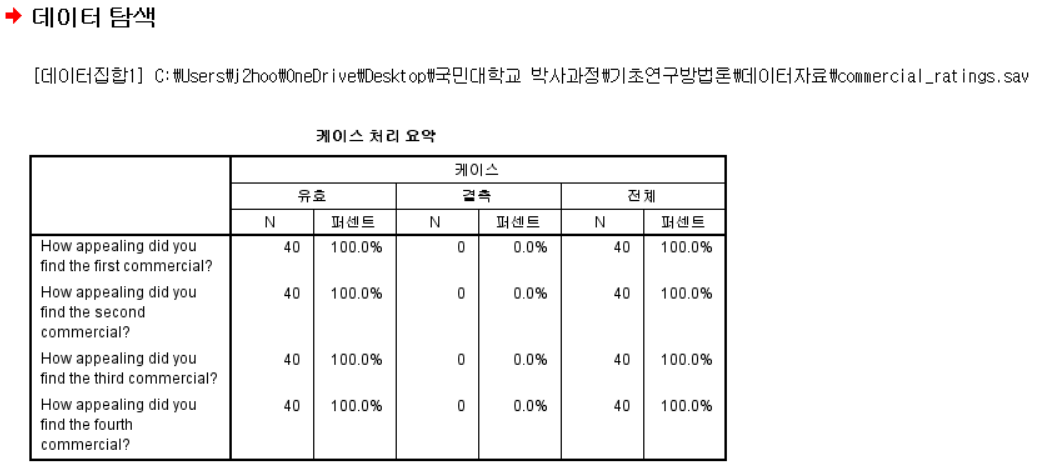 데이터 탐색
[데이터집합1] C:₩Users₩j2hoo₩OneDrive₩Desktop₩국민대학교 박사과정₩기초연구방법론₩데이터자료₩commercial_ratings.sav
케이스 처리 요약
케이스
유효 결측 전체
N 퍼센트 N 퍼센트 N 퍼센트
How appealing did you 40 100.0% 0 0.0% 40 100.0%
find the first commercial?
How appealing did you 40 100.0% 0 0.0% 40 100.0%
find the second
commercial?
How appealing did you 40 100.0% 0 0.0% 40 100.0%
find the third commercial?
How appealing did you 40 100.0% 0 0.0% 40 100.0%
find the fourth
commercial?